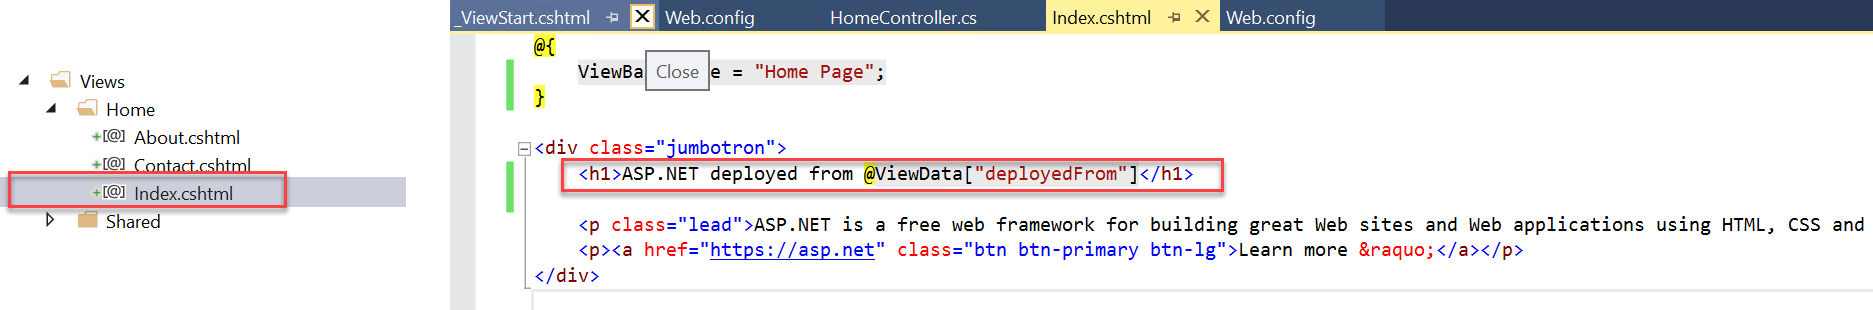 Views
Home
+[@] About.cshtml
+[@] Contact.cshtml
+[@] Index.cshtml
Shared
_ViewStart.cshtml Web.config HomeController.cs Index.cshtml Web.config
@{
ViewBa Close e = "Home Page";
}
<div class="jumbotron">
<h1>ASP.NET deployed from @ViewData["deployedFrom"]</h1>
<p class="lead">ASP.NET is a free web framework for building great Web sites and Web applications using HTML, CSS and
<p><a href="https://asp.net" class="btn btn-primary btn-lg">Learn more &raquo;</a></p>
</div>